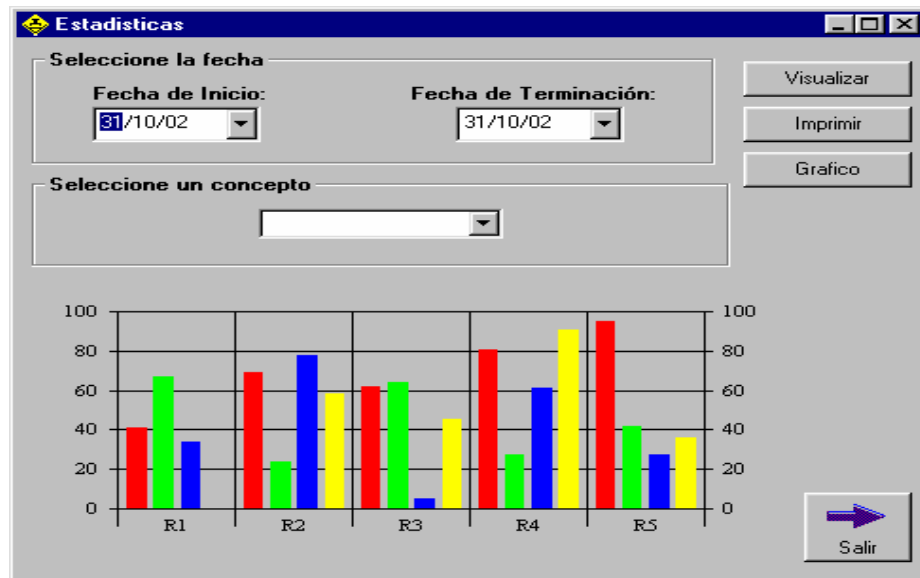 Estadisticas
Seleccione la fecha
Fecha de Inicio:
Fecha de Terminación:
31/10/02
31/10/02
Visualizar
Imprimir
Grafico
Seleccione un concepto
100
80
60
40
20
0
100
80
60
40
20
0
R1
R2
R3
R4
R5
Salir